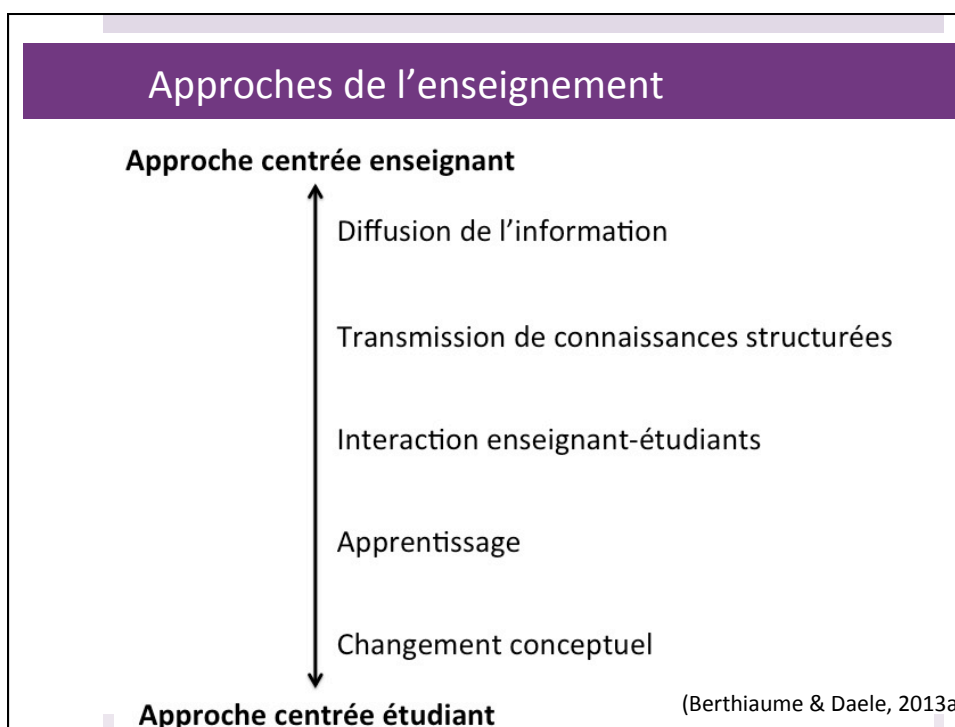 Approches de l’enseignement
Approche centrée enseignant
Diffusion de l’information
Transmission de connaissances structurées
Interaction enseignant-étudiants
Apprentissage
Changement conceptuel
(Berthiaume & Daele, 2013a
Approche centrée étudiant